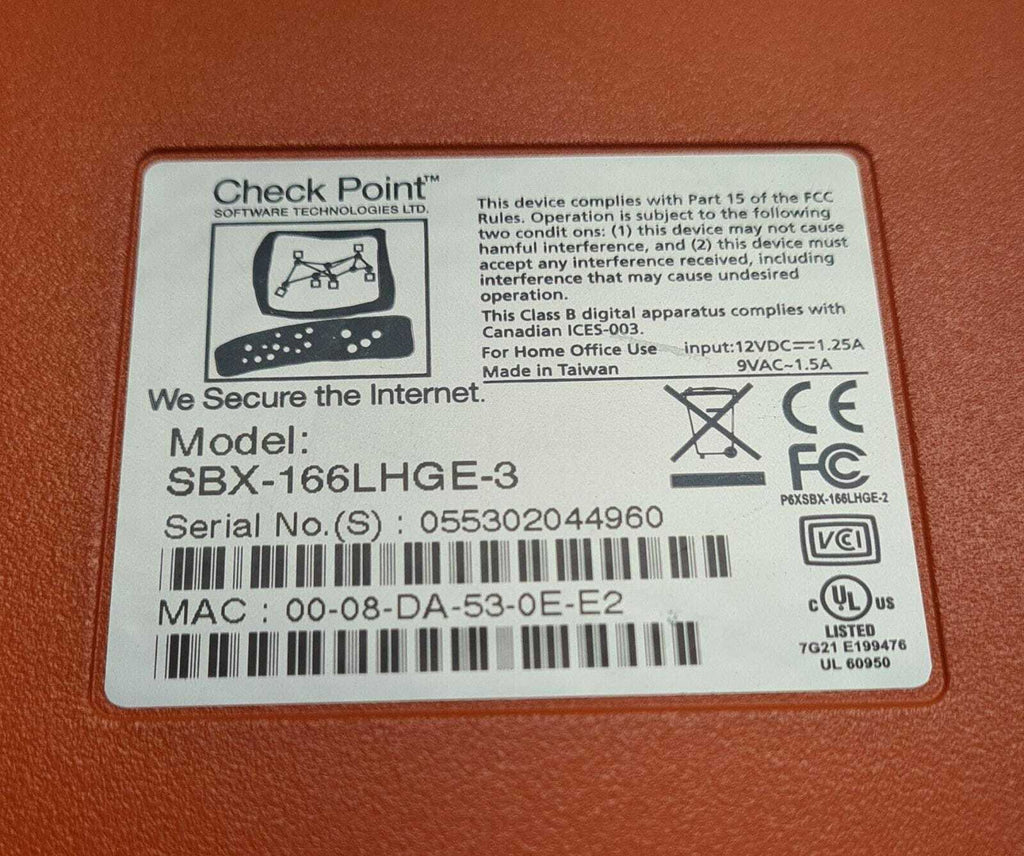 Check Point™
SOFTWARE TECHNOLOGIES LTD.
We Secure the Internet.
This device complies with Part 15 of the FCC
Rules. Operation is subject to the following
two condit ons: (1) this device may not cause
hamful interference, and (2) this device must
accept any interference received, including
interference that may cause undesired
operation.
This Class B digital apparatus complies with
Canadian ICES-003.
For Home Office Use input:12VDC⎓1.25A
Made in Taiwan 9VAC~1.5A
Model:
SBX-166LHGE-3
Serial No.(S) : 055302044960
MAC : 00-08-DA-53-0E-E2
CE
FC
P6XSBX-166LHGE-2
VCI
C UL US
LISTED
7G21 E199476
UL 60950